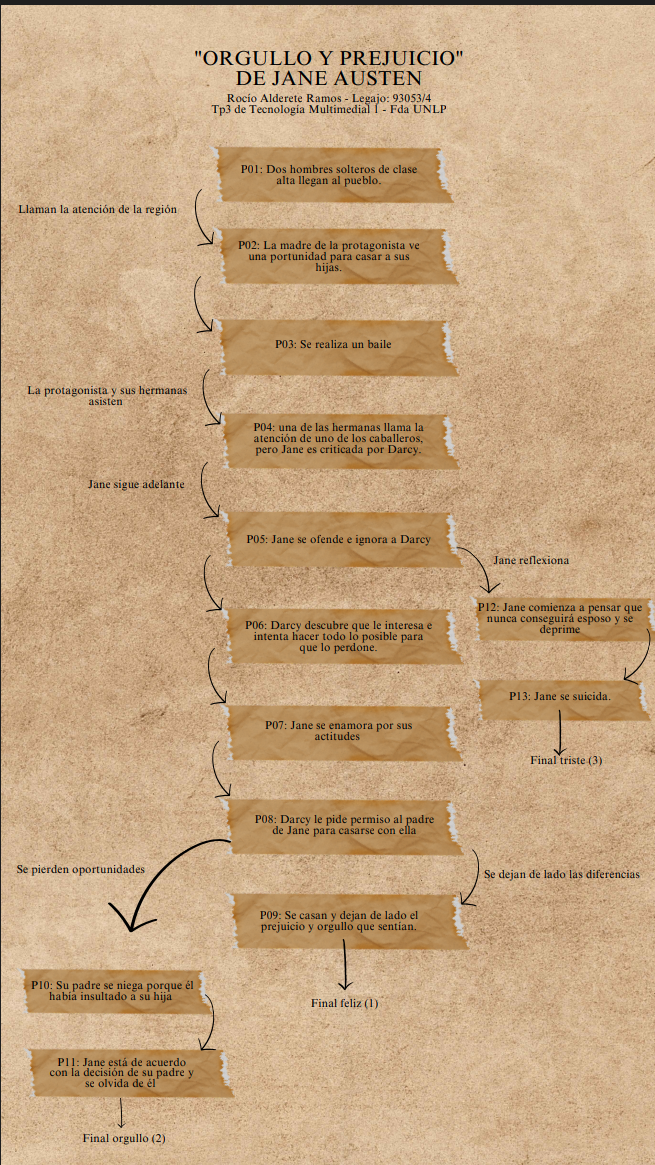 "ORGULLO Y PREJUICIO"
DE JANE AUSTEN
Rocío Alderete Ramos - Legajo: 93053/4
Tp3 de Tecnología Multimedial 1 - Fda UNLP
P01: Dos hombres solteros de clase
alta llegan al pueblo.
Llaman la atención de la región
P02: La madre de la protagonista ve
una portunidad para casar a sus
hijas.
P03: Se realiza un baile
La protagonista y sus hermanas
asisten
P04: una de las hermanas llama la
atención de uno de los caballeros,
pero Jane es criticada por Darcy.
Jane sigue adelante
P05: Jane se ofende e ignora a Darcy
Jane reflexiona
P12: Jane comienza a pensar que
nunca conseguirá esposo y se
deprime
P06: Darcy descubre que le interesa e
intenta hacer todo lo posible para
que lo perdone.
P13: Jane se suicida.
P07: Jane se enamora por sus
actitudes
Final triste (3)
P08: Darcy le pide permiso al padre
de Jane para casarse con ella
Se pierden oportunidades
Se dejan de lado las diferencias
P09: Se casan y dejan de lado el
prejuicio y orgullo que sentían.
P10: Su padre se niega porque él
había insultado a su hija
Final feliz (1)
P11: Jane está de acuerdo
con la decisión de su padre y
se olvida de él
Final orgullo (2)